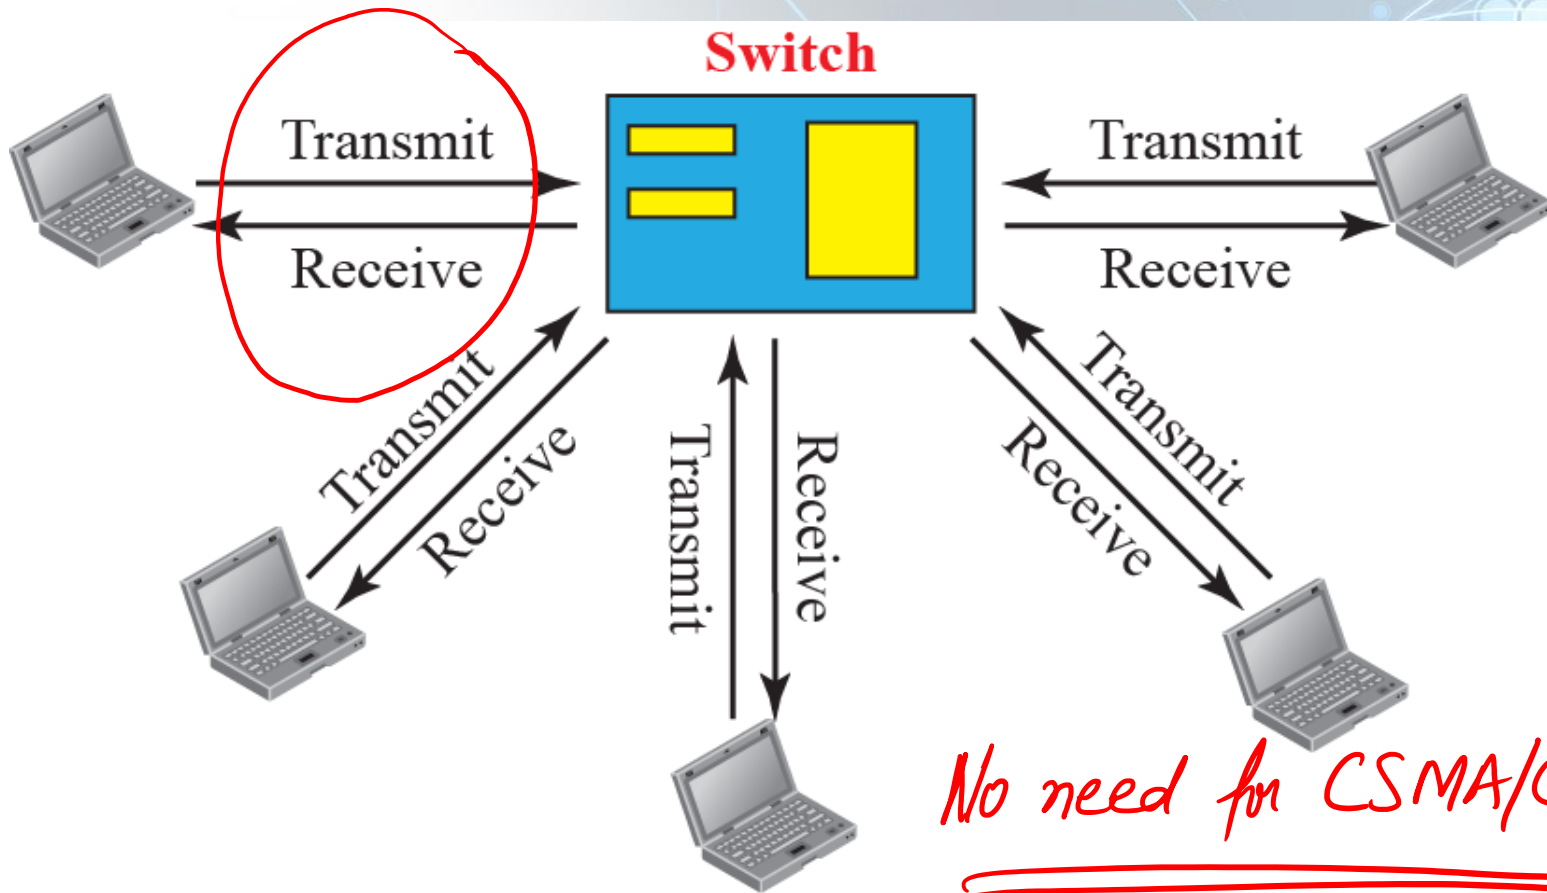 Switch
Transmit
Receive
Transmit
Receive
Transmit
Receive
Transmit
Receive
Transmit
Receive
No need for CSMA/C